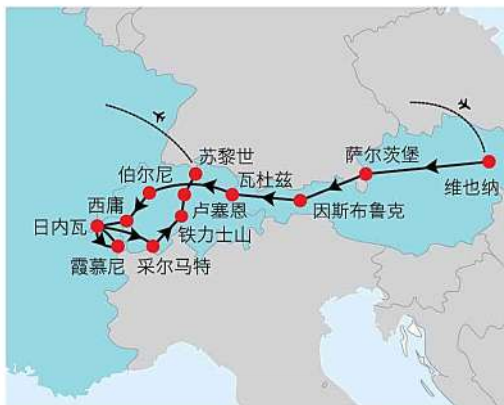 苏黎世
伯尔尼
瓦杜兹
萨尔茨堡
维也纳
西庸
卢塞恩
因斯布鲁克
日内瓦
铁力士山
霞慕尼
采尔马特